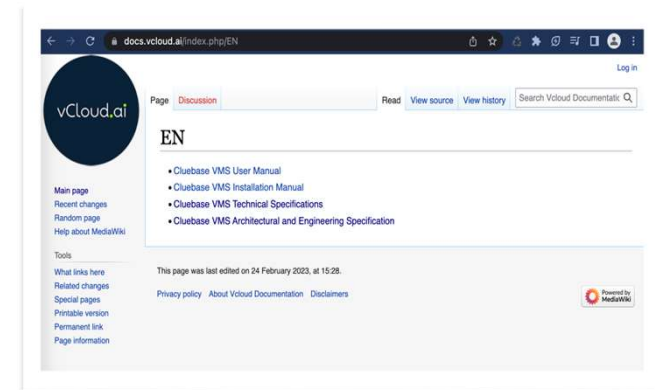 docs.vcloud.ai/index.php/EN
Log in
vCloud.ai
Page Discussion Read View source View history Search Vcloud Documentatic
EN
Cluebase VMS User Manual
Cluebase VMS Installation Manual
Cluebase VMS Technical Specifications
Cluebase VMS Architectural and Engineering Specification
Main page
Recent changes
Random page
Help about MediaWiki
Tools
What links here
Related changes
Special pages
Printable version
Permanent link
Page information
This page was last edited on 24 February 2023, at 15:28.
Privacy policy About Vcloud Documentation Disclaimers
Powered by
MediaWiki